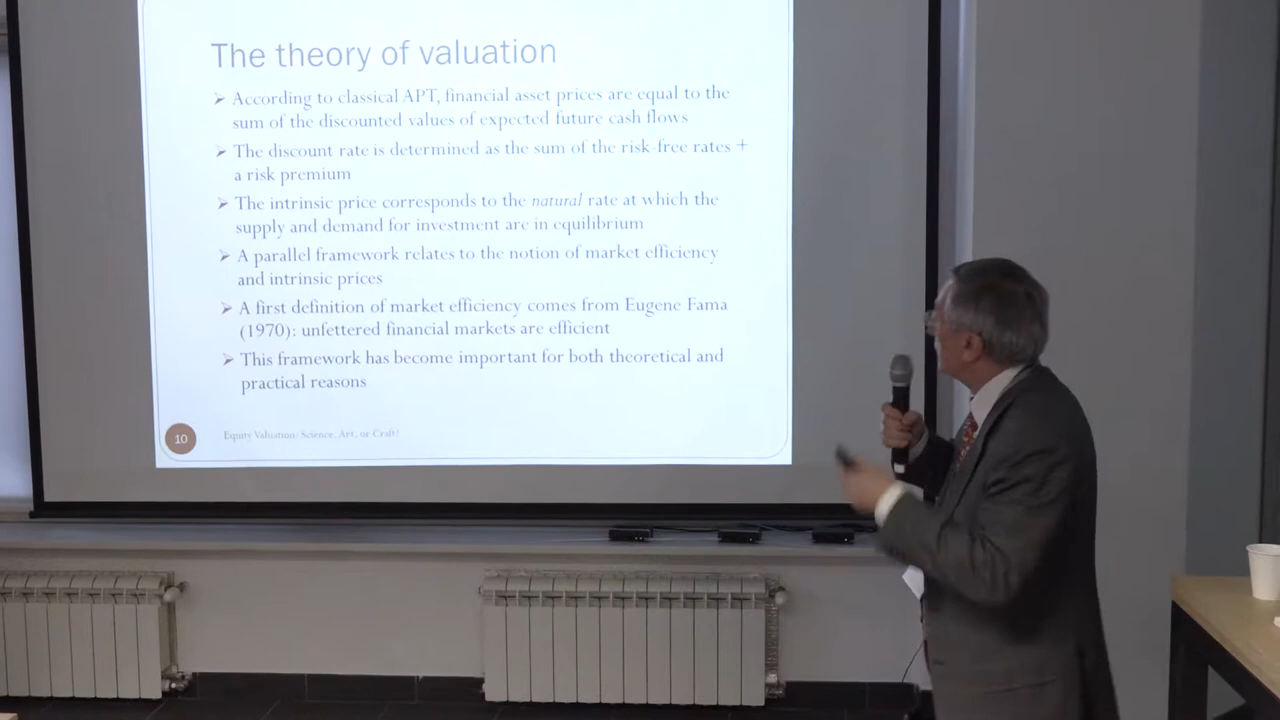 The theory of valuation
➢ According to classical APT, financial asset prices are equal to the
sum of the discounted values of expected future cash flows
➢ The discount rate is determined as the sum of the risk-free rates +
a risk premium
➢ The intrinsic price corresponds to the natural rate at which the
supply and demand for investment are in equilibrium
➢ A parallel framework relates to the notion of market efficiency
and intrinsic prices
➢ A first definition of market efficiency comes from Eugene Fama
(1970): unfettered financial markets are efficient
➢ This framework has become important for both theoretical and
practical reasons
10
Equity Valuation: Science, Art, or Craft?